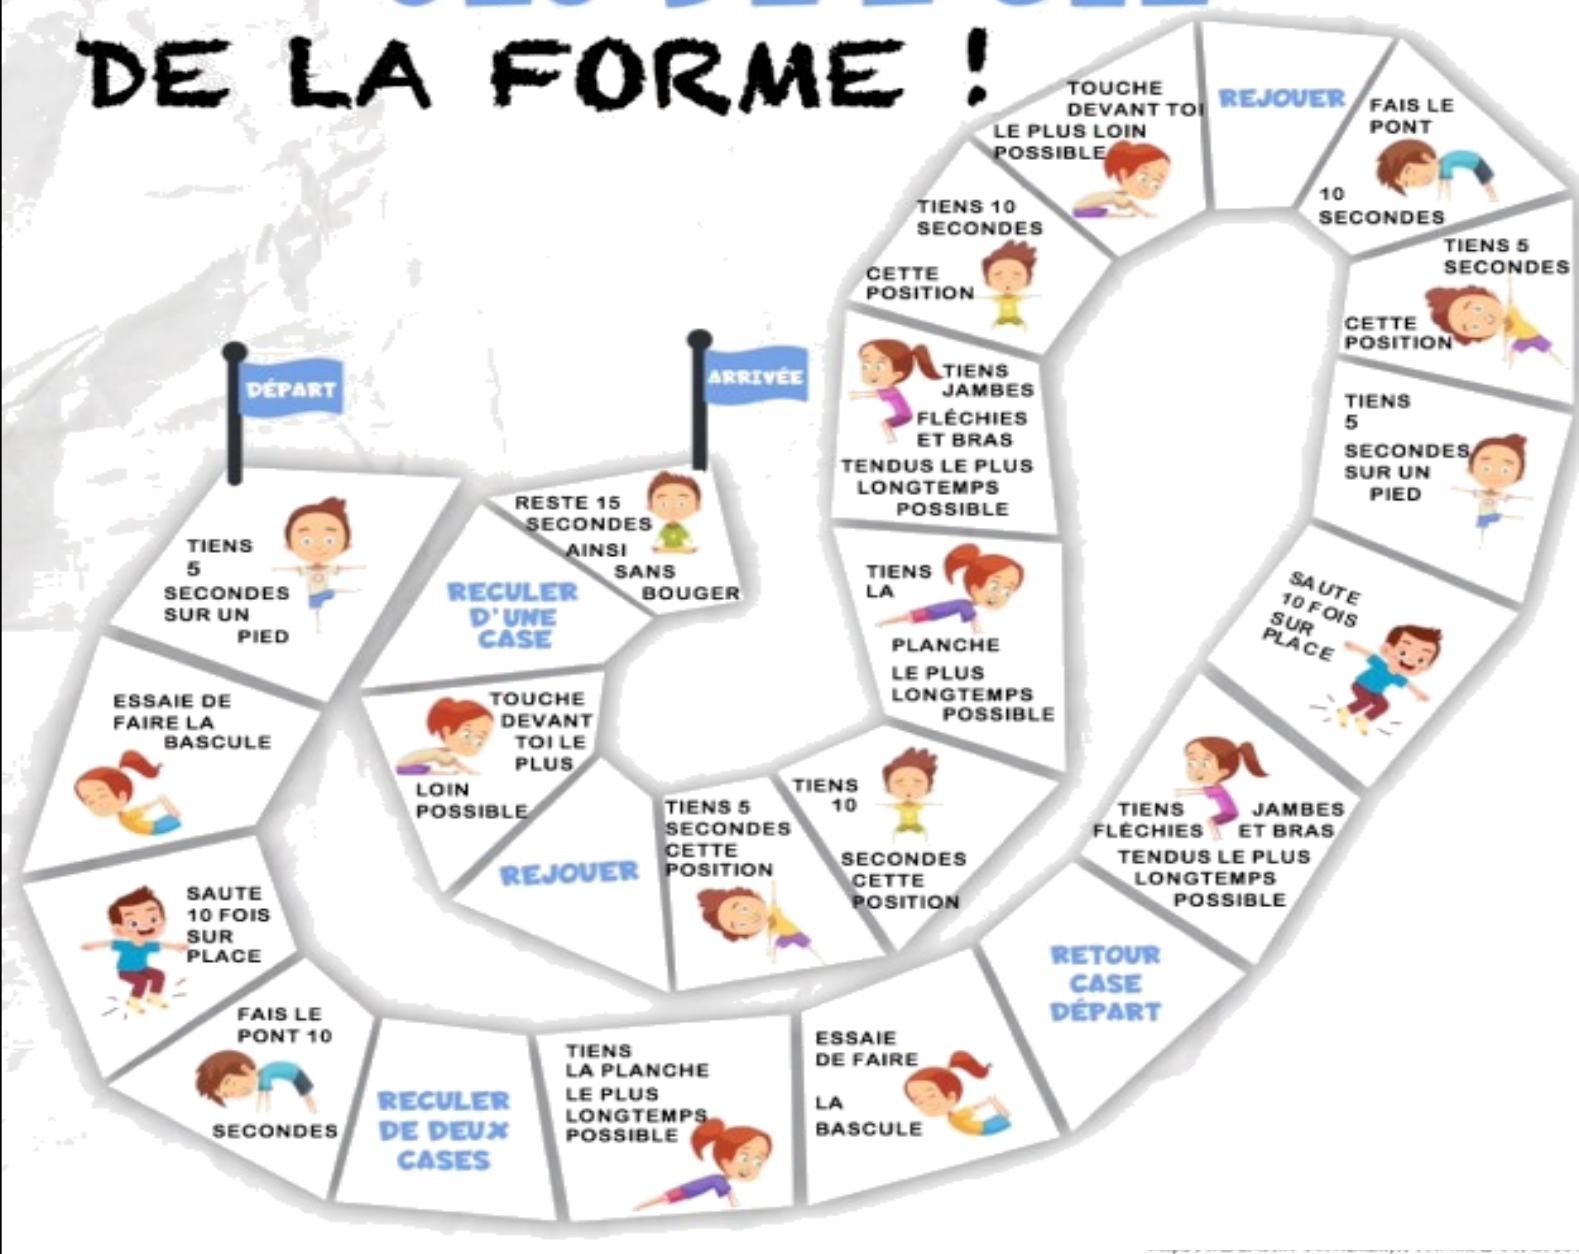 DE LA FORME !
DÉPART
TIENS
5
SECONDES
SUR UN
PIED
ESSAIE DE
FAIRE LA
BASCULE
SAUTE
10 FOIS
SUR
PLACE
FAIS LE
PONT 10
SECONDES
RECULER
DE DEUX
CASES
TIENS
LA PLANCHE
LE PLUS
LONGTEMPS
POSSIBLE
ESSAIE
DE FAIRE
LA
BASCULE
RETOUR
CASE
DÉPART
TIENS JAMBES
FLÉCHIES ET BRAS
TENDUS LE PLUS
LONGTEMPS
POSSIBLE
SAUTE
10 FOIS
SUR
PLACE
TIENS
5
SECONDES
SUR UN
PIED
TIENS 5
SECONDES
CETTE
POSITION
FAIS LE
PONT
10
SECONDES
REJOUER
TOUCHE
DEVANT TOI
LE PLUS LOIN
POSSIBLE
TIENS 10
SECONDES
CETTE
POSITION
TIENS
JAMBES
FLÉCHIES
ET BRAS
TENDUS LE PLUS
LONGTEMPS
POSSIBLE
TIENS
LA
PLANCHE
LE PLUS
LONGTEMPS
POSSIBLE
TIENS
10
SECONDES
CETTE
POSITION
TIENS 5
SECONDES
CETTE
POSITION
REJOUER
TOUCHE
DEVANT
TOI LE
PLUS
LOIN
POSSIBLE
RECULER
D'UNE
CASE
RESTE 15
SECONDES
AINSI
SANS
BOUGER
ARRIVÉE